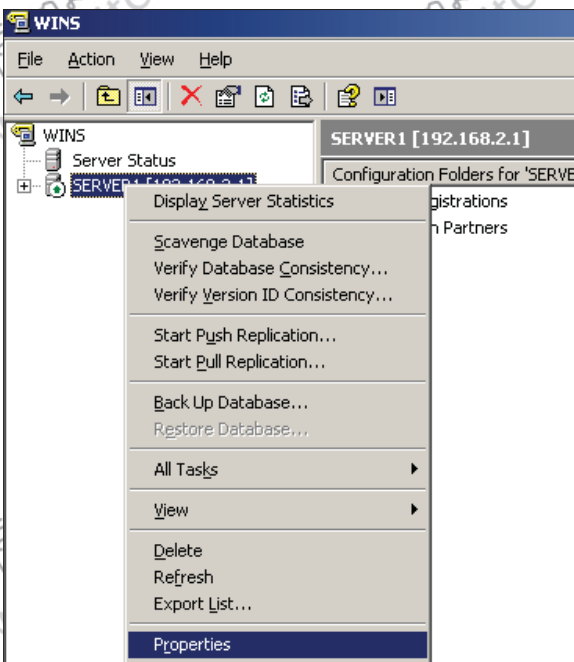 WINS
File Action View Help
WINS
Server Status
SERVER1 [192.168.2.1]
SERVER1 [192.168.2.1]
Configuration Folders for 'SERVE
gistrations
n Partners
Display Server Statistics
Scavenge Database
Verify Database Consistency...
Verify Version ID Consistency...
Start Push Replication...
Start Pull Replication...
Back Up Database...
Restore Database...
All Tasks
View
Delete
Refresh
Export List...
Properties